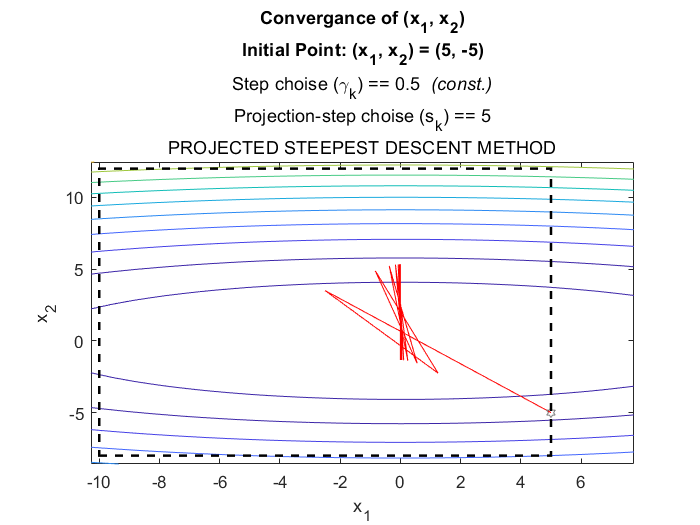 Convergance of (x₁, x₂)
Initial Point: (x₁, x₂) = (5, -5)
Step choise (γₖ) == 0.5 (const.)
Projection-step choise (sₖ) == 5
PROJECTED STEEPEST DESCENT METHOD
10
5
0
-5
x₂
-10 -8 -6 -4 -2 0 2 4 6
x₁